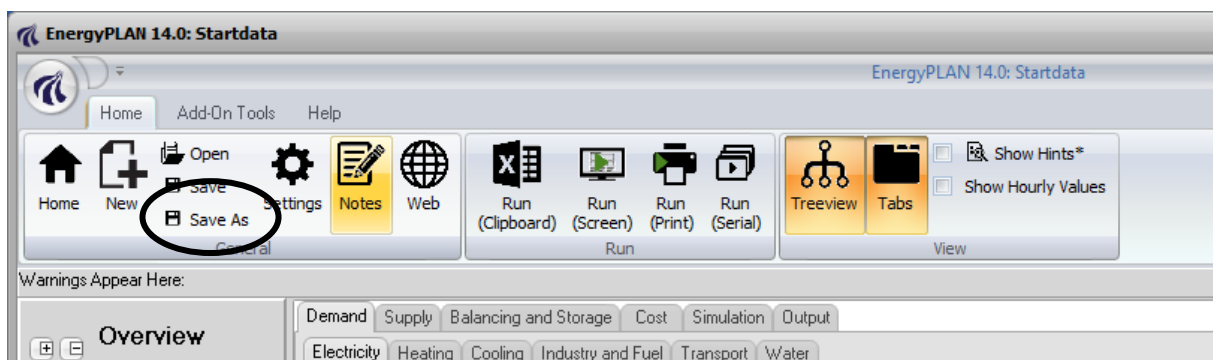 EnergyPLAN 14.0: Startdata
EnergyPLAN 14.0: Startdata
Home Add-On Tools Help
Open
Save
Save As
Home New Settings Notes Web
Run (Clipboard)
Run (Screen)
Run (Print)
Run (Serial)
Treeview Tabs
Show Hints*
Show Hourly Values
General Run View
Warnings Appear Here:
Overview
Demand Supply Balancing and Storage Cost Simulation Output
Electricity Heating Cooling Industry and Fuel Transport Water